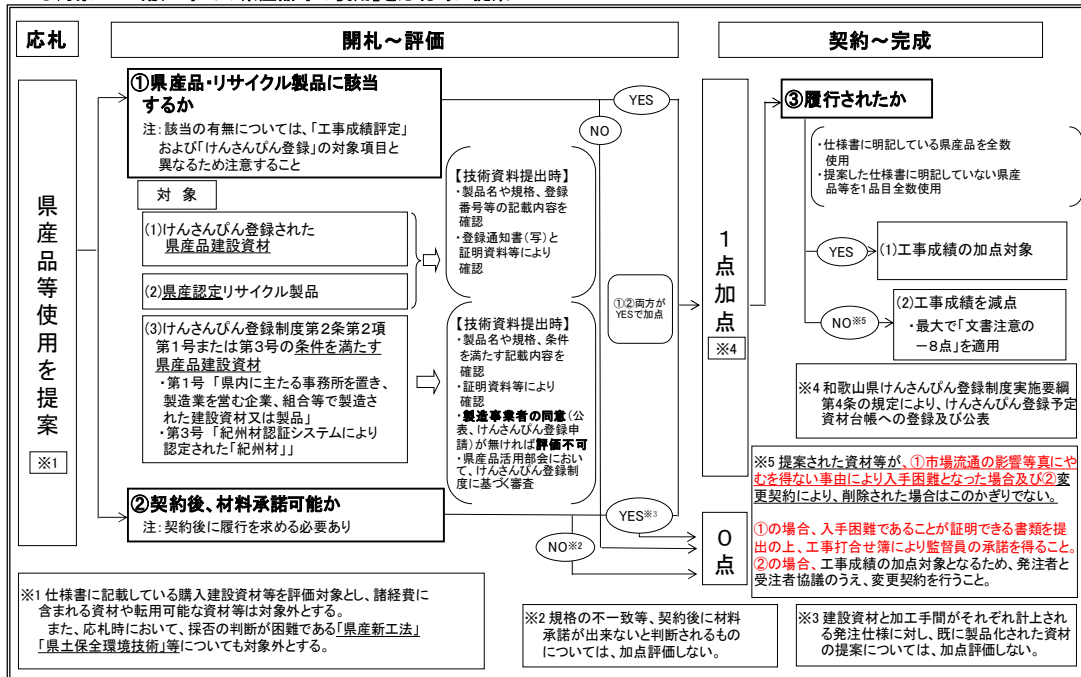 応札
開札～評価
契約～完成
県産品等使用を提案
※1
①県産品・リサイクル製品に該当
するか
注：該当の有無については、「工事成績評定」
および「けんさんぴん登録」の対象項目と
異なるため注意すること
対 象
(1)けんさんぴん登録された
県産品建設資材
(2)県産認定リサイクル製品
(3)けんさんぴん登録制度第2条第2項
第1号または第3号の条件を満たす
県産品建設資材
・第1号 「県内に主たる事務所を置き、
製造業を営む企業、組合等で製造さ
れた建設資材又は製品」
・第3号 「紀州材認証システムにより
認定された「紀州材」」
【技術資料提出時】
・製品名や規格、登録
番号等の記載内容を
確認
・登録通知書(写)と
証明資料等により
確認
【技術資料提出時】
・製品名や規格、条件
を満たす記載内容を
確認
・証明資料等により
確認
・製造事業者の同意(公
表、けんさんぴん登録申
請)が無ければ評価不可
・県産品活用部会におい
て、けんさんぴん登録制
度に基づく審査
②契約後、材料承諾可能か
注：契約後に履行を求める必要あり
YES
NO
①②両方が
YESで加点
YES※3
NO※2
1点加点
※4
0点
③履行されたか
・仕様書に明記している県産品を全数
使用
・提案した仕様書に明記していない県産
品等を1品目全数使用
YES
(1)工事成績の加点対象
NO※5
(2)工事成績を減点
・最大で「文書注意の
－8点」を適用
※4 和歌山県けんさんぴん登録制度実施要綱
第4条の規定により、けんさんぴん登録予定
資材台帳への登録及び公表
※5 提案された資材等が、①市場流通の影響等真にや
むを得ない事由により入手困難となった場合及び②変
更契約により、削除された場合はこのかぎりでない。
①の場合、入手困難であることが証明できる書類を提
出の上、工事打合せ簿により監督員の承諾を得ること。
②の場合、工事成績の加点対象となるため、発注者と
受注者協議のうえ、変更契約を行うこと。
※1 仕様書に記載している購入建設資材等を評価対象とし、諸経費に
含まれる資材や転用可能な資材等は対象外とする。
また、応札時において、採否の判断が困難である「県産新工法」
「県土保全環境技術」等についても対象外とする。
※2 規格の不一致等、契約後に材料
承諾が出来ないと判断されるもの
については、加点評価しない。
※3 建設資材と加工手間がそれぞれ計上され
る発注仕様に対し、既に製品化された資材
の提案については、加点評価しない。